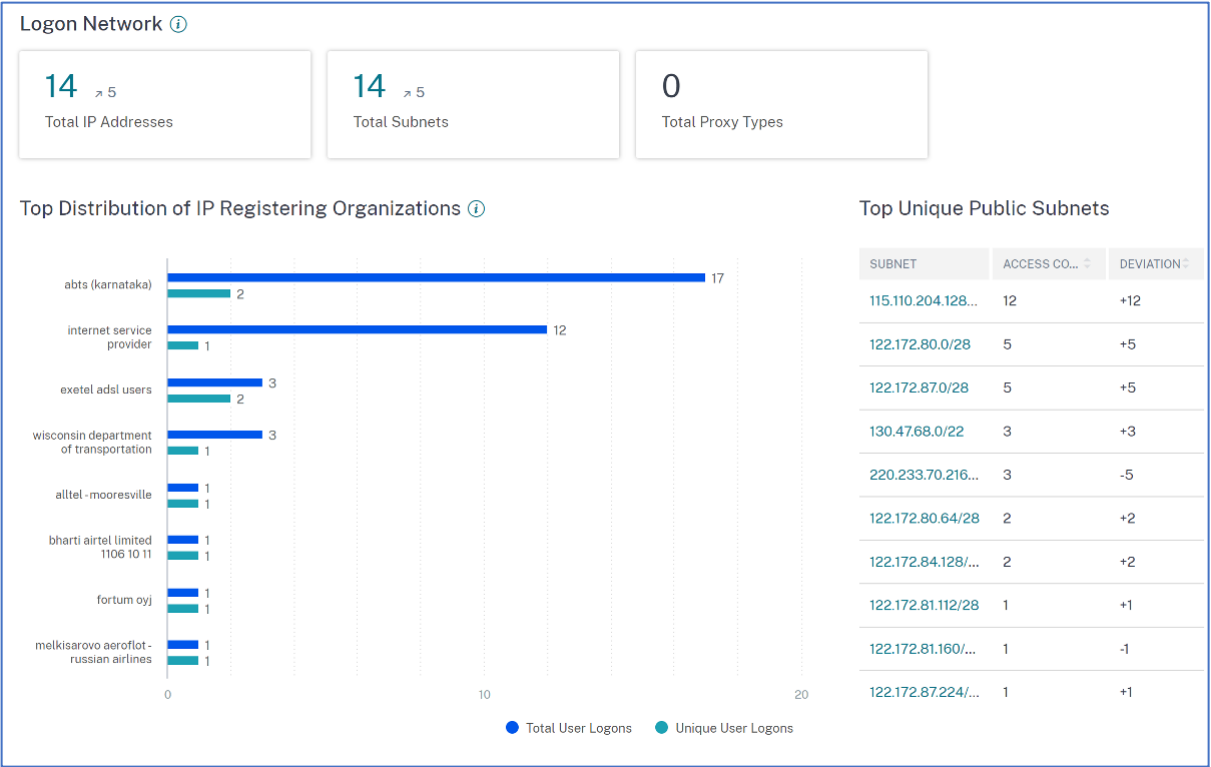 Logon Network i
14 ↗ 5
Total IP Addresses
14 ↗ 5
Total Subnets
0
Total Proxy Types
Top Distribution of IP Registering Organizations i
abts (karnataka)
17
2
internet service
provider
12
1
exetel adsl users
3
2
wisconsin department
of transportation
3
1
alltel - mooresville
1
1
bharti airtel limited
1106 10 11
1
1
fortum oyj
1
1
melkisarovo aeroflot -
russian airlines
1
1
0 10 20
Total User Logons Unique User Logons
Top Unique Public Subnets
SUBNET ACCESS CO... DEVIATION
115.110.204.128... 12 +12
122.172.80.0/28 5 +5
122.172.87.0/28 5 +5
130.47.68.0/22 3 +3
220.233.70.216... 3 -5
122.172.80.64/28 2 +2
122.172.84.128/... 2 +2
122.172.81.112/28 1 +1
122.172.81.160/... 1 -1
122.172.87.224/... 1 +1